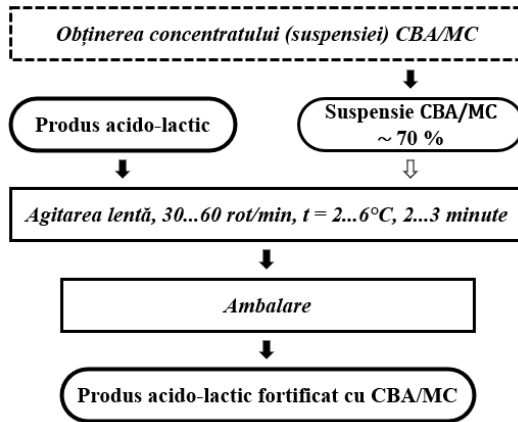 Obținerea concentratului (suspensiei) CBA/MC
Produs acido-lactic
Suspensie CBA/MC
~ 70 %
Agitarea lentă, 30...60 rot/min, t = 2...6°C, 2...3 minute
Ambalare
Produs acido-lactic fortificat cu CBA/MC